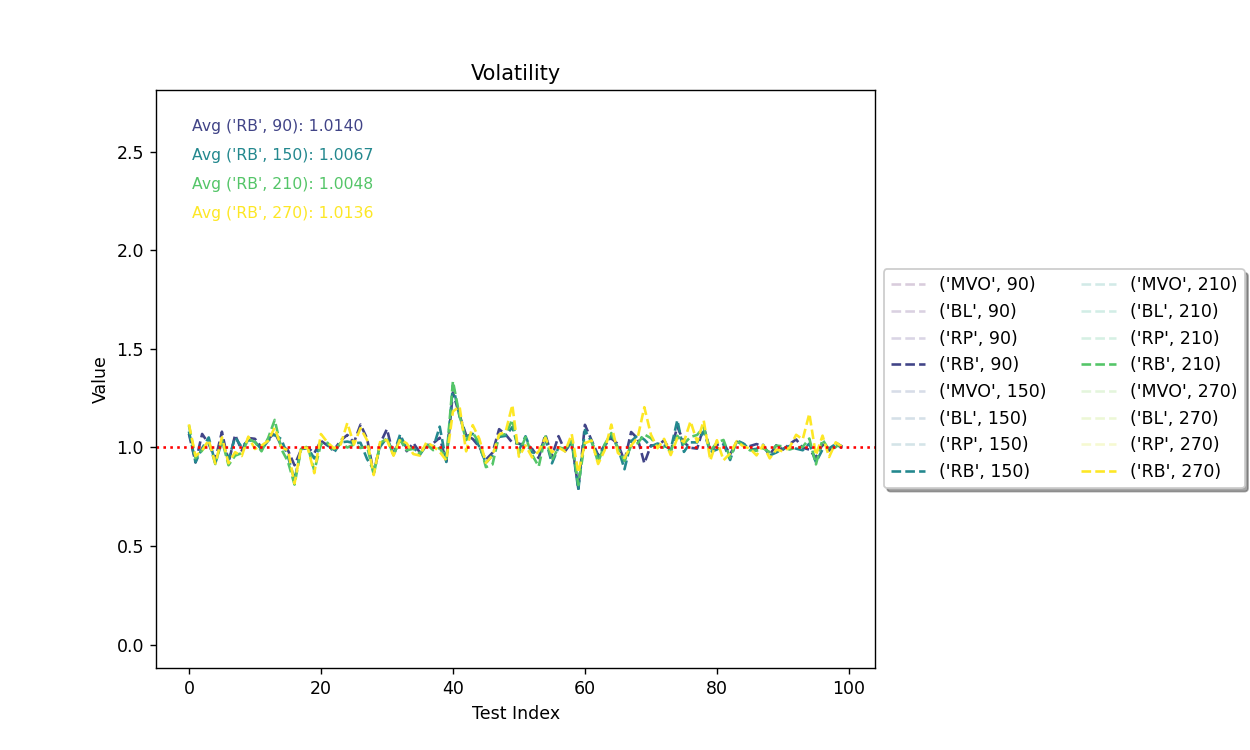 Volatility
Avg ('RB', 90): 1.0140
Avg ('RB', 150): 1.0067
Avg ('RB', 210): 1.0048
Avg ('RB', 270): 1.0136
2.5
2.0
1.5
1.0
0.5
0.0
Value
0 20 40 60 80 100
Test Index
('MVO', 90) ('MVO', 210)
('BL', 90) ('BL', 210)
('RP', 90) ('RP', 210)
('RB', 90) ('RB', 210)
('MVO', 150) ('MVO', 270)
('BL', 150) ('BL', 270)
('RP', 150) ('RP', 270)
('RB', 150) ('RB', 270)